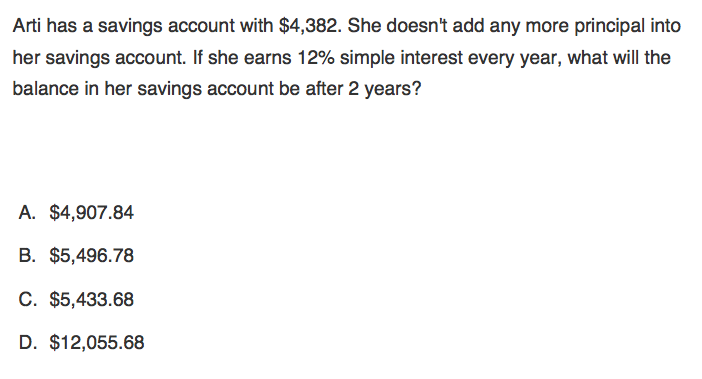 Arti has a savings account with $4,382. She doesn't add any more principal into
her savings account. If she earns 12% simple interest every year, what will the
balance in her savings account be after 2 years?
A. $4,907.84
B. $5,496.78
C. $5,433.68
D. $12,055.68